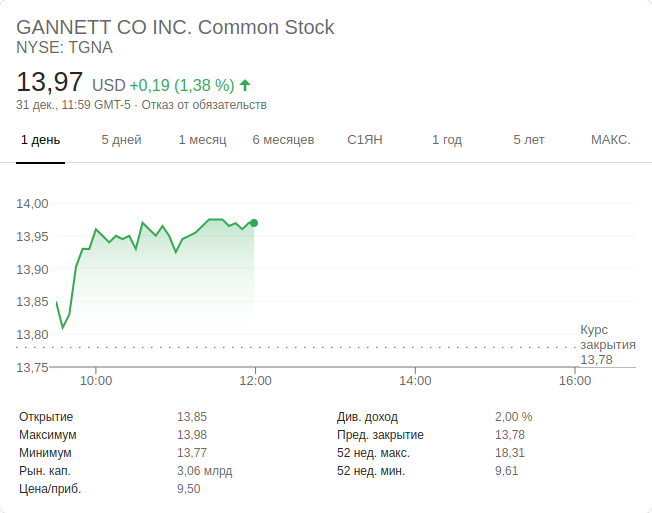 GANNETT CO INC. Common Stock
NYSE: TGNA
13,97 USD +0,19 (1,38 %)
31 дек., 11:59 GMT-5 · Отказ от обязательств
1 день 5 дней 1 месяц 6 месяцев С1ЯН 1 год 5 лет МАКС.
14,00
13,95
13,90
13,85
13,80
13,75
Курс
закрытия
13,78
10:00 12:00 14:00 16:00
Открытие 13,85 Див. доход 2,00 %
Максимум 13,98 Пред. закрытие 13,78
Минимум 13,77 52 нед. макс. 18,31
Рын. кап. 3,06 млрд 52 нед. мин. 9,61
Цена/приб. 9,50